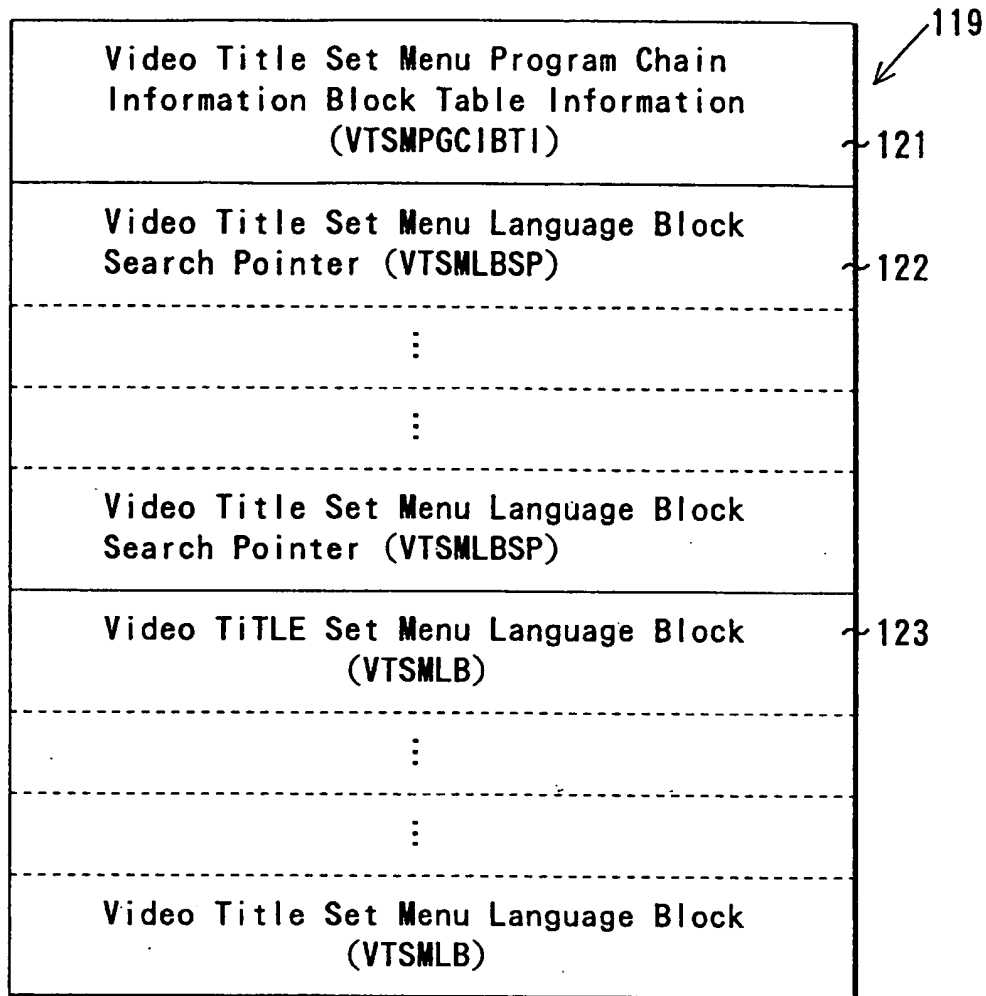 119
Video Title Set Menu Program Chain
Information Block Table Information
(VTSMPGCIBTI)
121
Video Title Set Menu Language Block
Search Pointer (VTSMLBSP)
122
Video Title Set Menu Language Block
Search Pointer (VTSMLBSP)
Video TiTLE Set Menu Language Block
123
(VTSMLB)
Video Title Set Menu Language Block
(VTSMLB)